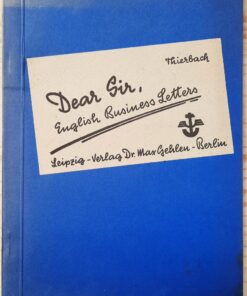 Thierbach
Dear Sir,
English Business Letters
Leipzig - Verlag Dr. Max Gehlen - Berlin